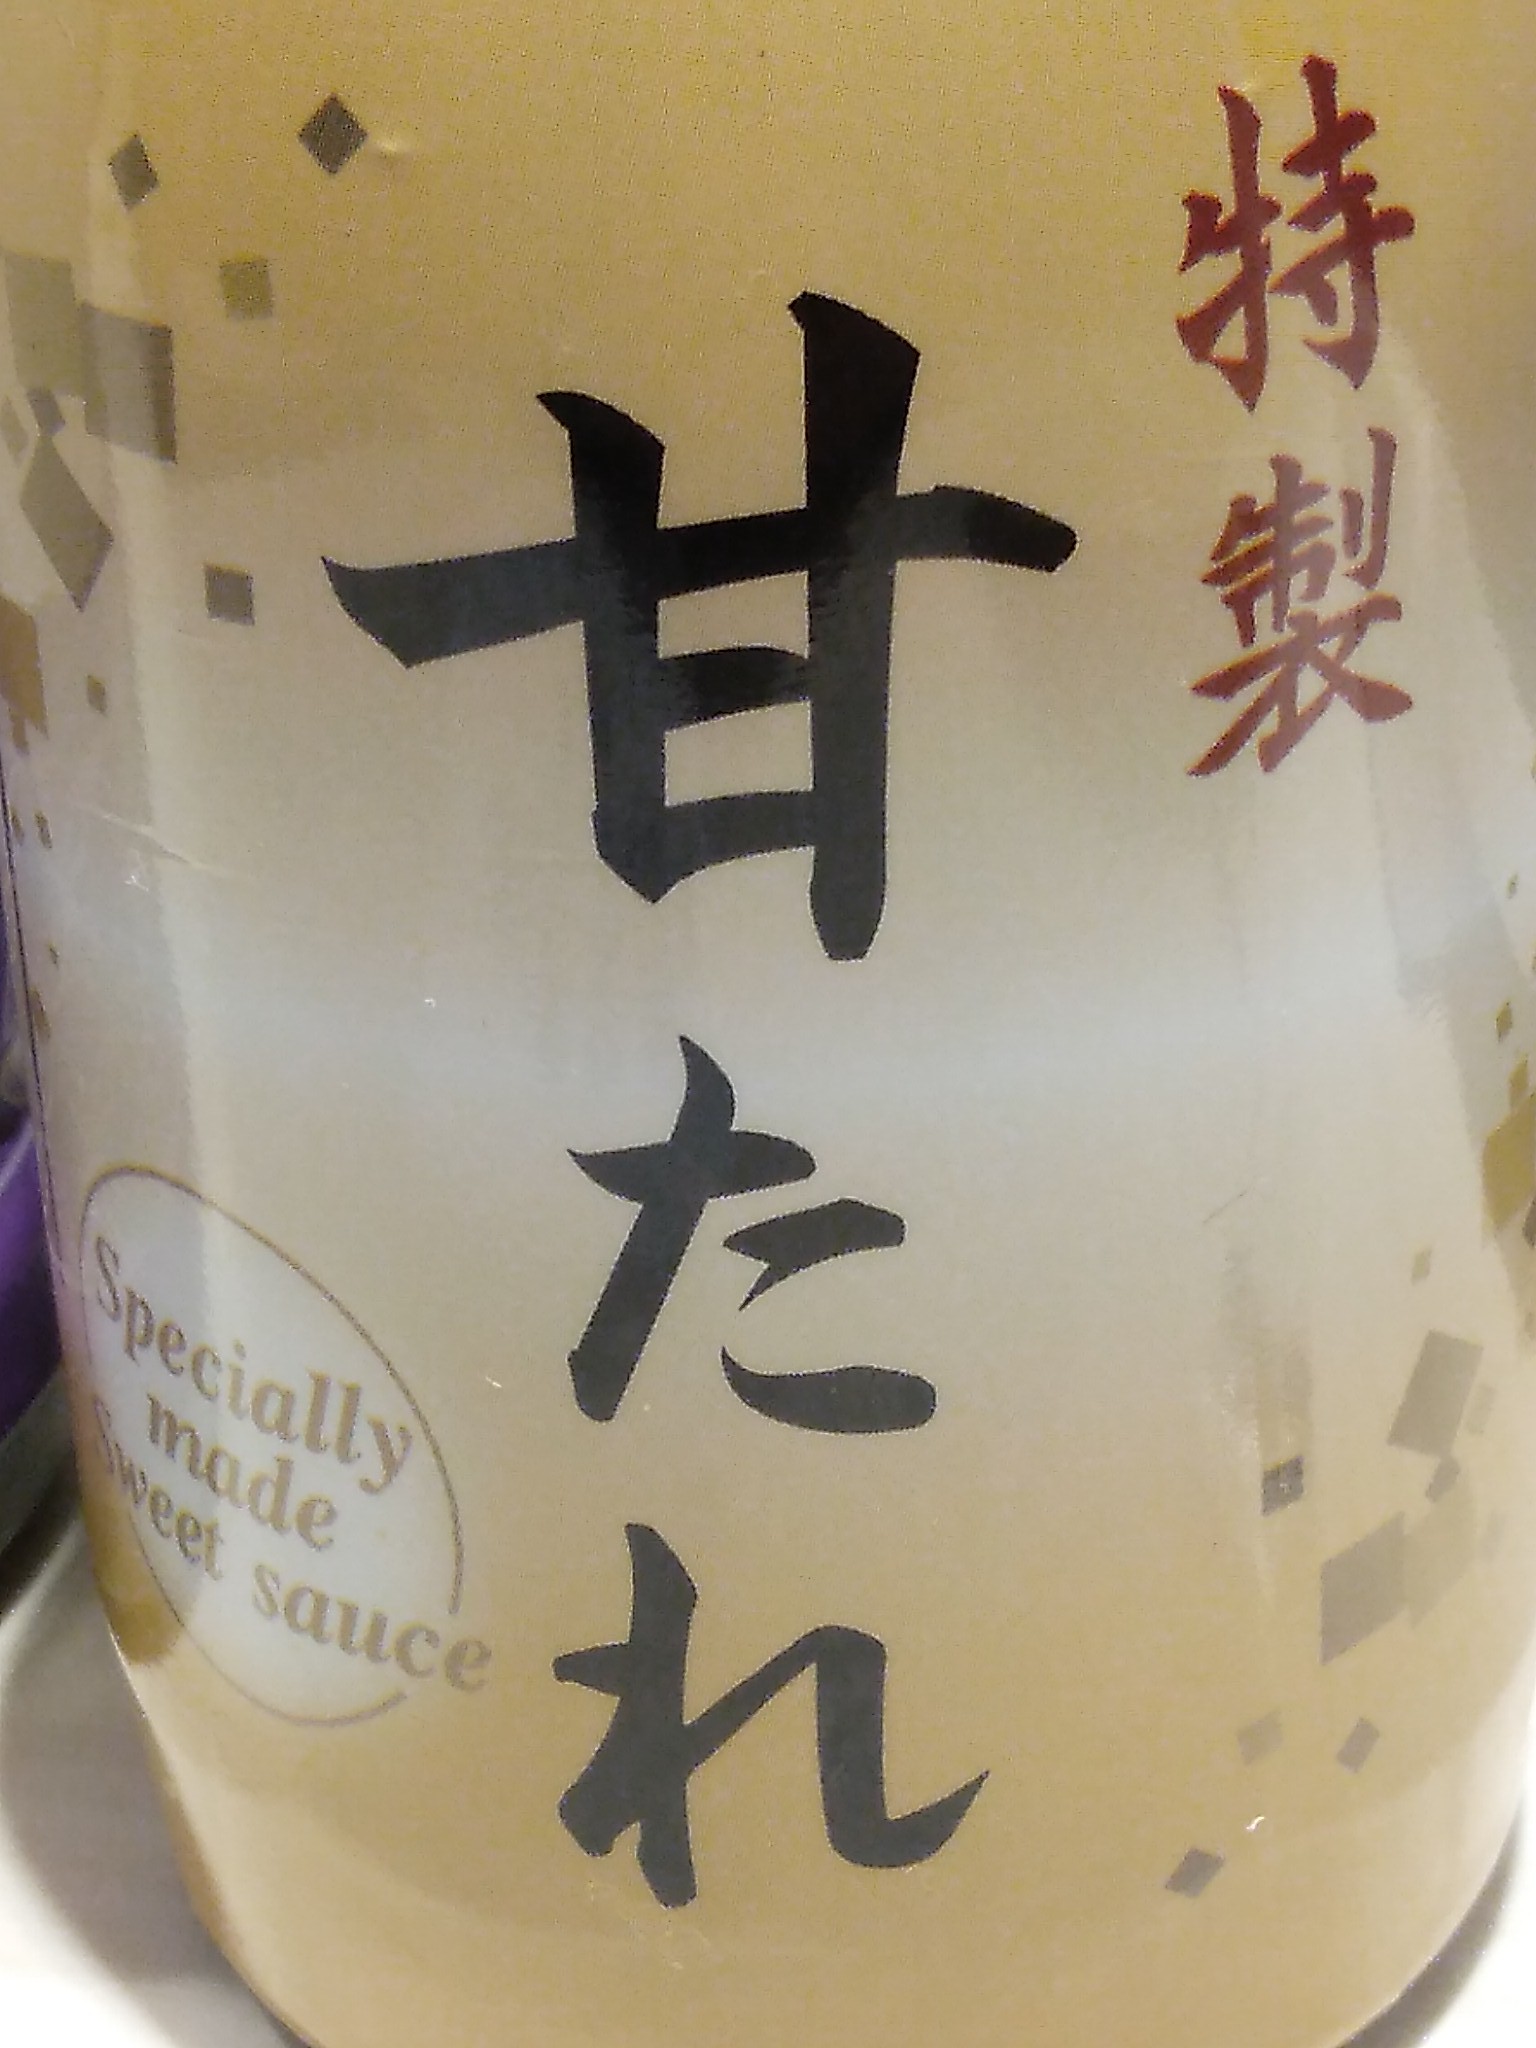 特製
甘たれ
Specially
made
Sweet sauce